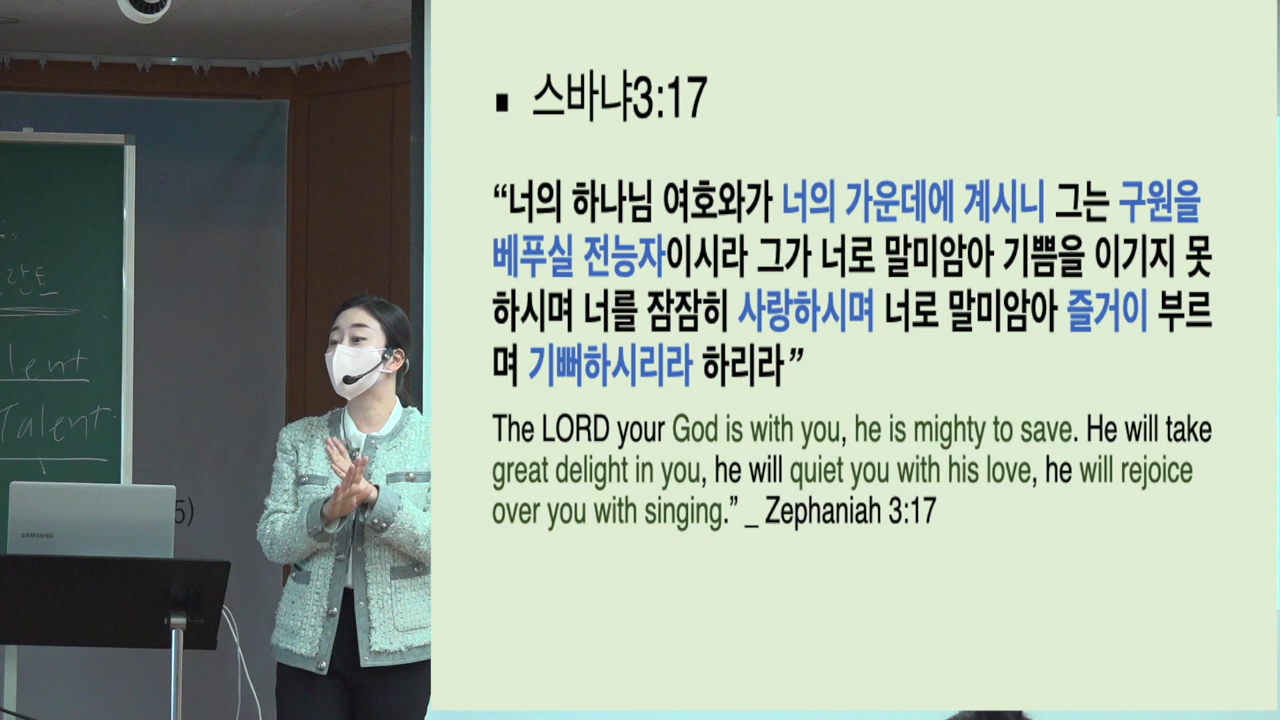 ▪ 스바냐3:17
“너의 하나님 여호와가 너의 가운데에 계시니 그는 구원을
베푸실 전능자이시라 그가 너로 말미암아 기쁨을 이기지 못
하시며 너를 잠잠히 사랑하시며 너로 말미암아 즐거이 부르
며 기뻐하시리라 하리라”
The LORD your God is with you, he is mighty to save. He will take
great delight in you, he will quiet you with his love, he will rejoice
over you with singing.” _ Zephaniah 3:17
란트
lent
Talent
5)
SAMSUNG